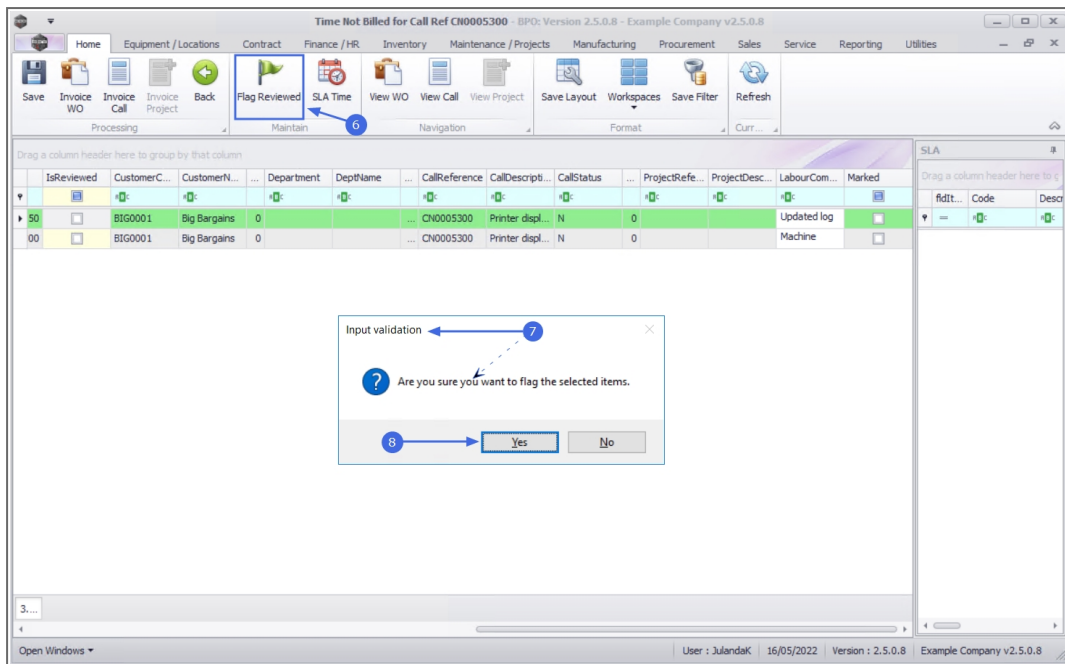 Time Not Billed for Call Ref CN0005300 - BPO: Version 2.5.0.8 - Example Company v2.5.0.8
Home Equipment / Locations Contract Finance / HR Inventory Maintenance / Projects Manufacturing Procurement Sales Service Reporting Utilities
Save Invoice WO Invoice Call Invoice Project Back Flag Reviewed SLA Time View WO View Call View Project Save Layout Workspaces Save Filter Refresh
6
Processing Maintain Navigation Format Curr...
Drag a column header here to group by that column
SLA
IsReviewed CustomerC... CustomerN... ... Department DeptName ... CallReference CallDescripti... CallStatus ... ProjectRefe... ProjectDesc... LabourCom... Marked
Drag a column header here to g
fldIt... Code Descr
50 BIG0001 Big Bargains 0 ... CN0005300 Printer displ... N 0 Updated log
=
00 BIG0001 Big Bargains 0 ... CN0005300 Printer displ... N 0 Machine
Input validation
7
Are you sure you want to flag the selected items.
8
Yes No
3....
Open Windows User : JulandaK 16/05/2022 Version : 2.5.0.8 Example Company v2.5.0.8